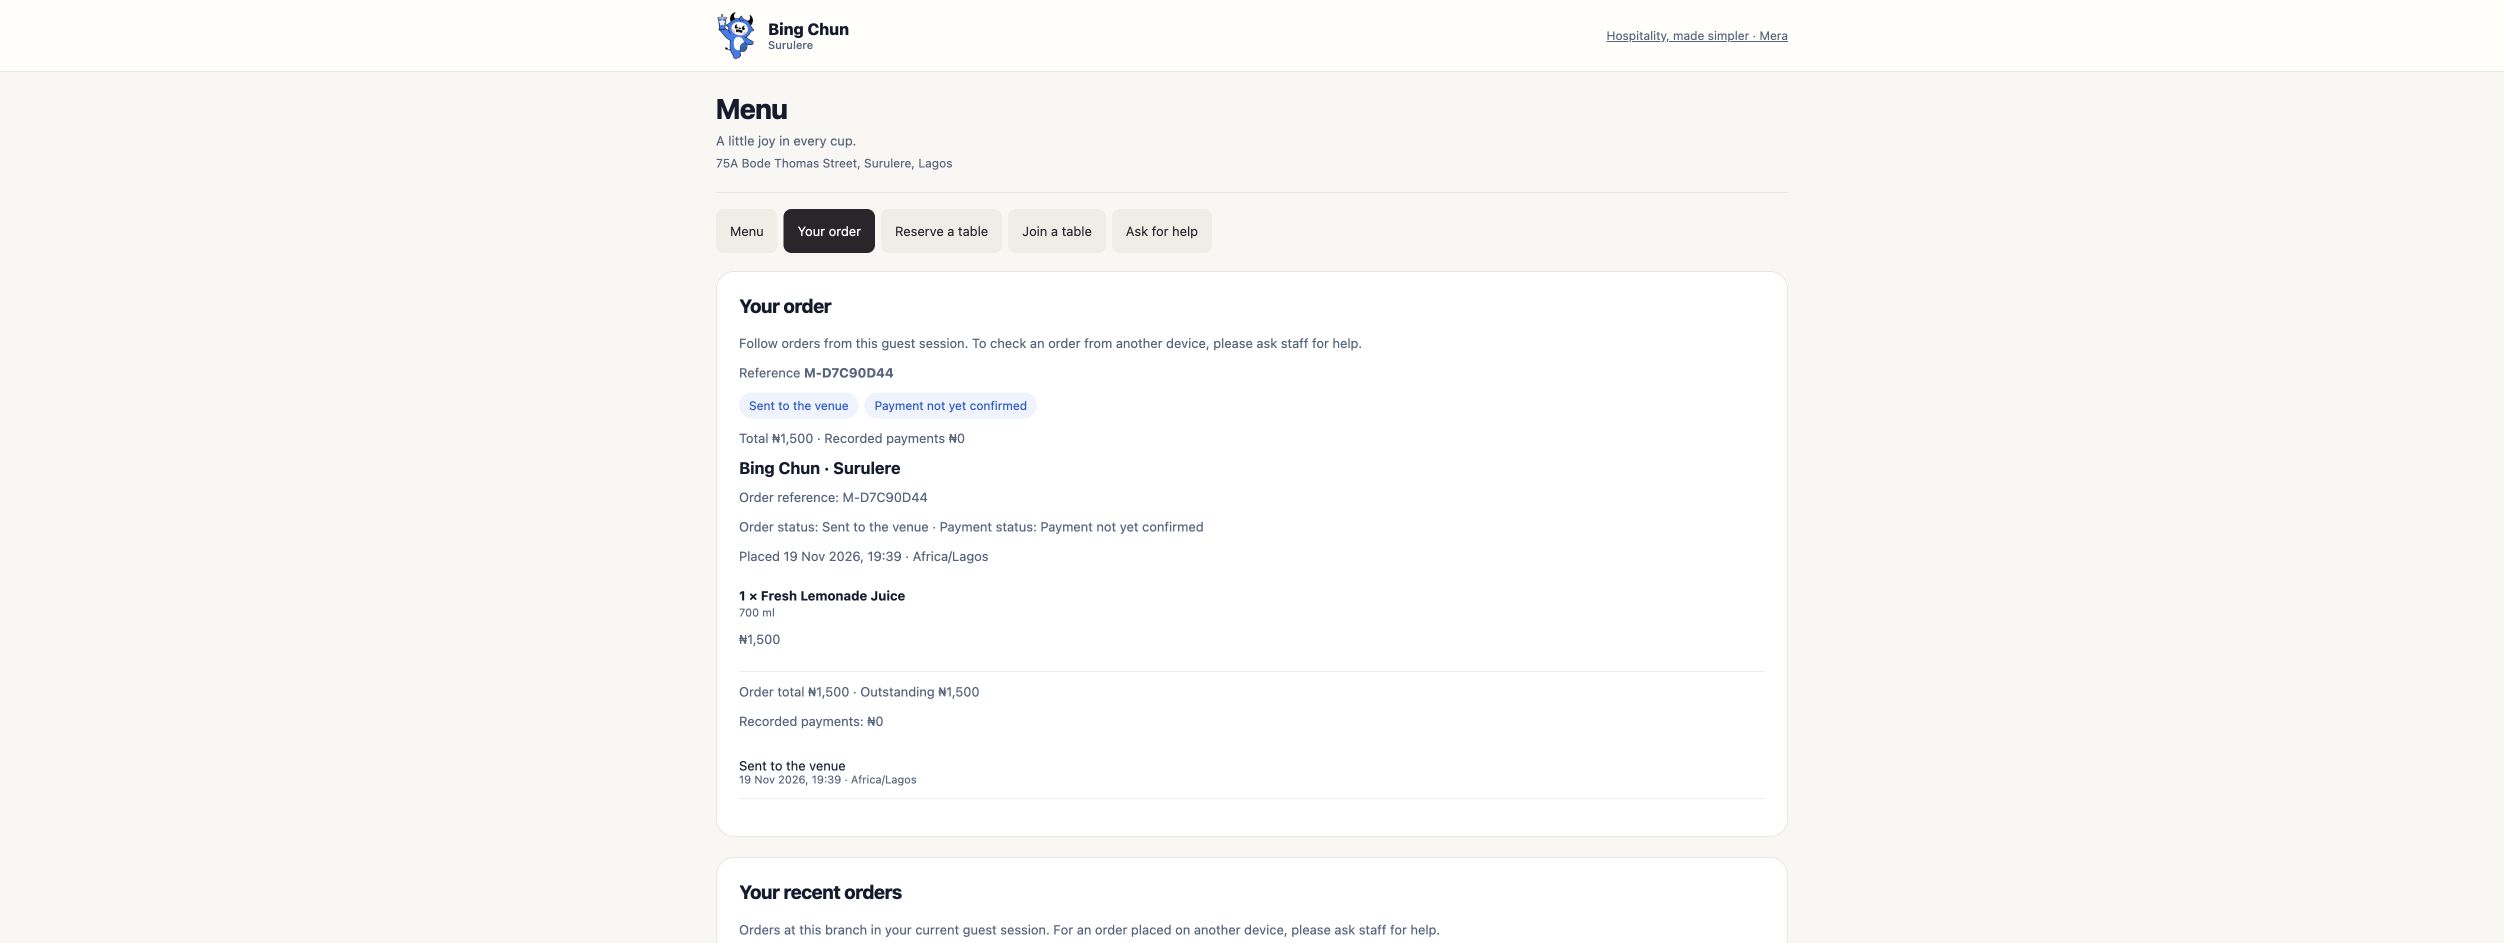 Bing Chun
Surulere
Hospitality, made simpler · Mera
Menu
A little joy in every cup.
75A Bode Thomas Street, Surulere, Lagos
Menu
Your order
Reserve a table
Join a table
Ask for help
Your order
Follow orders from this guest session. To check an order from another device, please ask staff for help.
Reference M-D7C90D44
Sent to the venue
Payment not yet confirmed
Total ₦1,500 · Recorded payments ₦0
Bing Chun · Surulere
Order reference: M-D7C90D44
Order status: Sent to the venue · Payment status: Payment not yet confirmed
Placed 19 Nov 2026, 19:39 · Africa/Lagos
1 × Fresh Lemonade Juice
700 ml
₦1,500
Order total ₦1,500 · Outstanding ₦1,500
Recorded payments: ₦0
Sent to the venue
19 Nov 2026, 19:39 · Africa/Lagos
Your recent orders
Orders at this branch in your current guest session. For an order placed on another device, please ask staff for help.